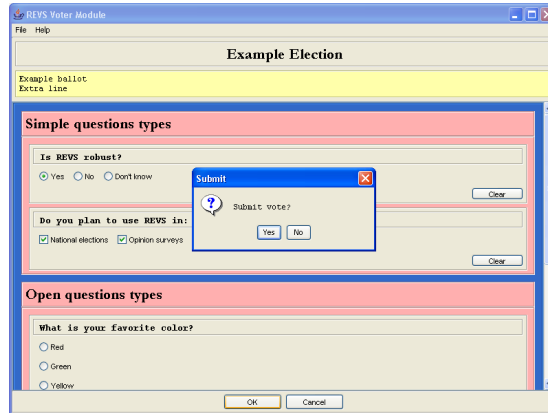 REVS Voter Module
File Help
Example Election
Example ballot
Extra line
Simple questions types
Is REVS robust?
Yes No Don't know
Clear
Submit
Submit vote?
Yes No
Do you plan to use REVS in:
National elections Opinion surveys
Clear
Open questions types
What is your favorite color?
Red
Green
Yellow
OK Cancel